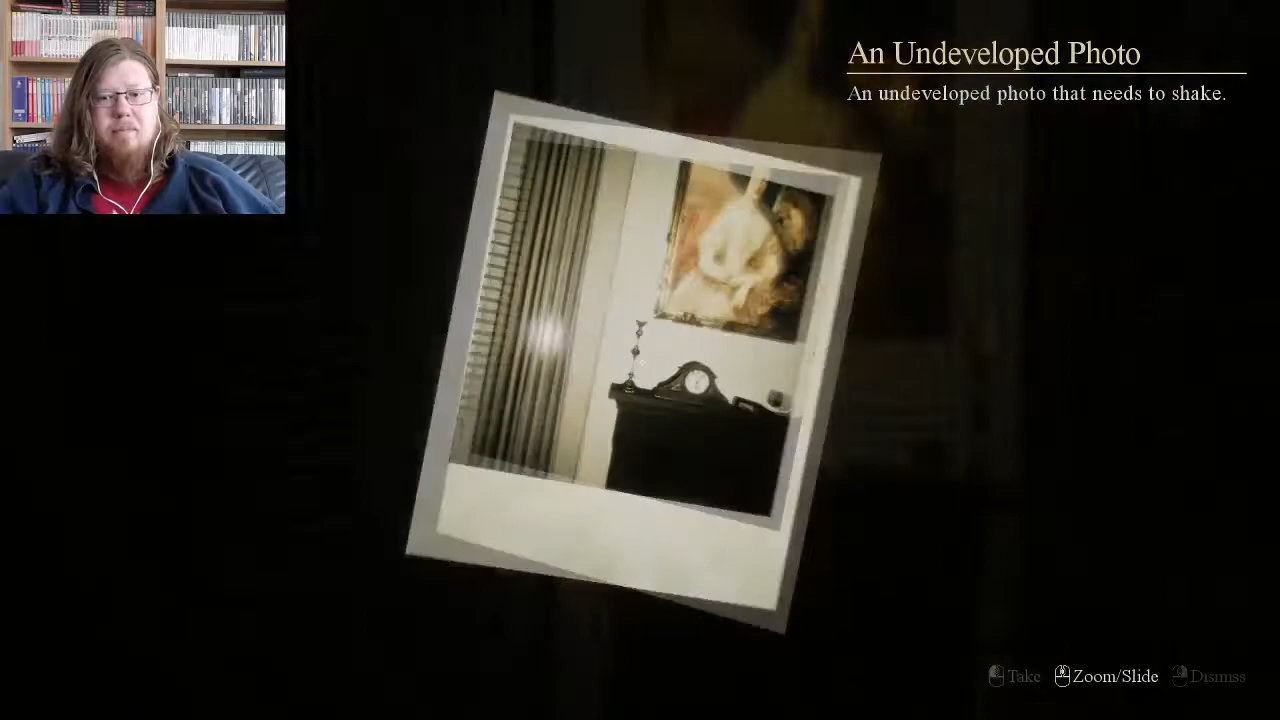 An Undeveloped Photo
An undeveloped photo that needs to shake.
Take Zoom/Slide Dismiss